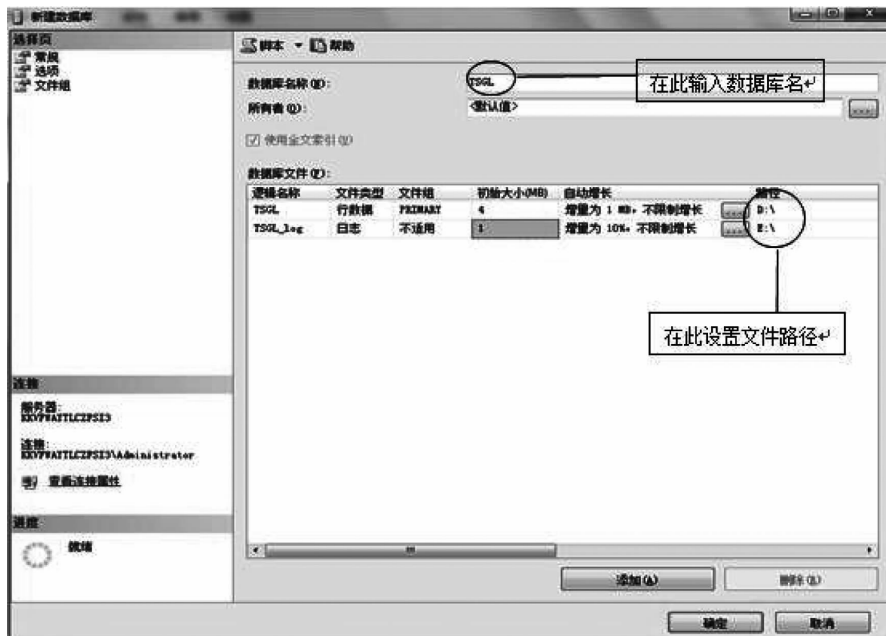 新建数据库
选择页
常规
选项
文件组
脚本 帮助
数据库名称(N):
TSGL
在此输入数据库名↵
所有者(O):
<默认值>
...
使用全文索引(U)
数据库文件(F):
逻辑名称 文件类型 文件组 初始大小(MB) 自动增长 路径
TSGL 行数据 PRIMARY 4 增量为 1 MB，不限制增长 ... D:\
TSGL_log 日志 不适用 1 增量为 10%，不限制增长 ... E:\
在此设置文件路径↵
连接
服务器:
连接:
查看连接属性
进度
就绪
添加(A) 删除(R)
确定 取消